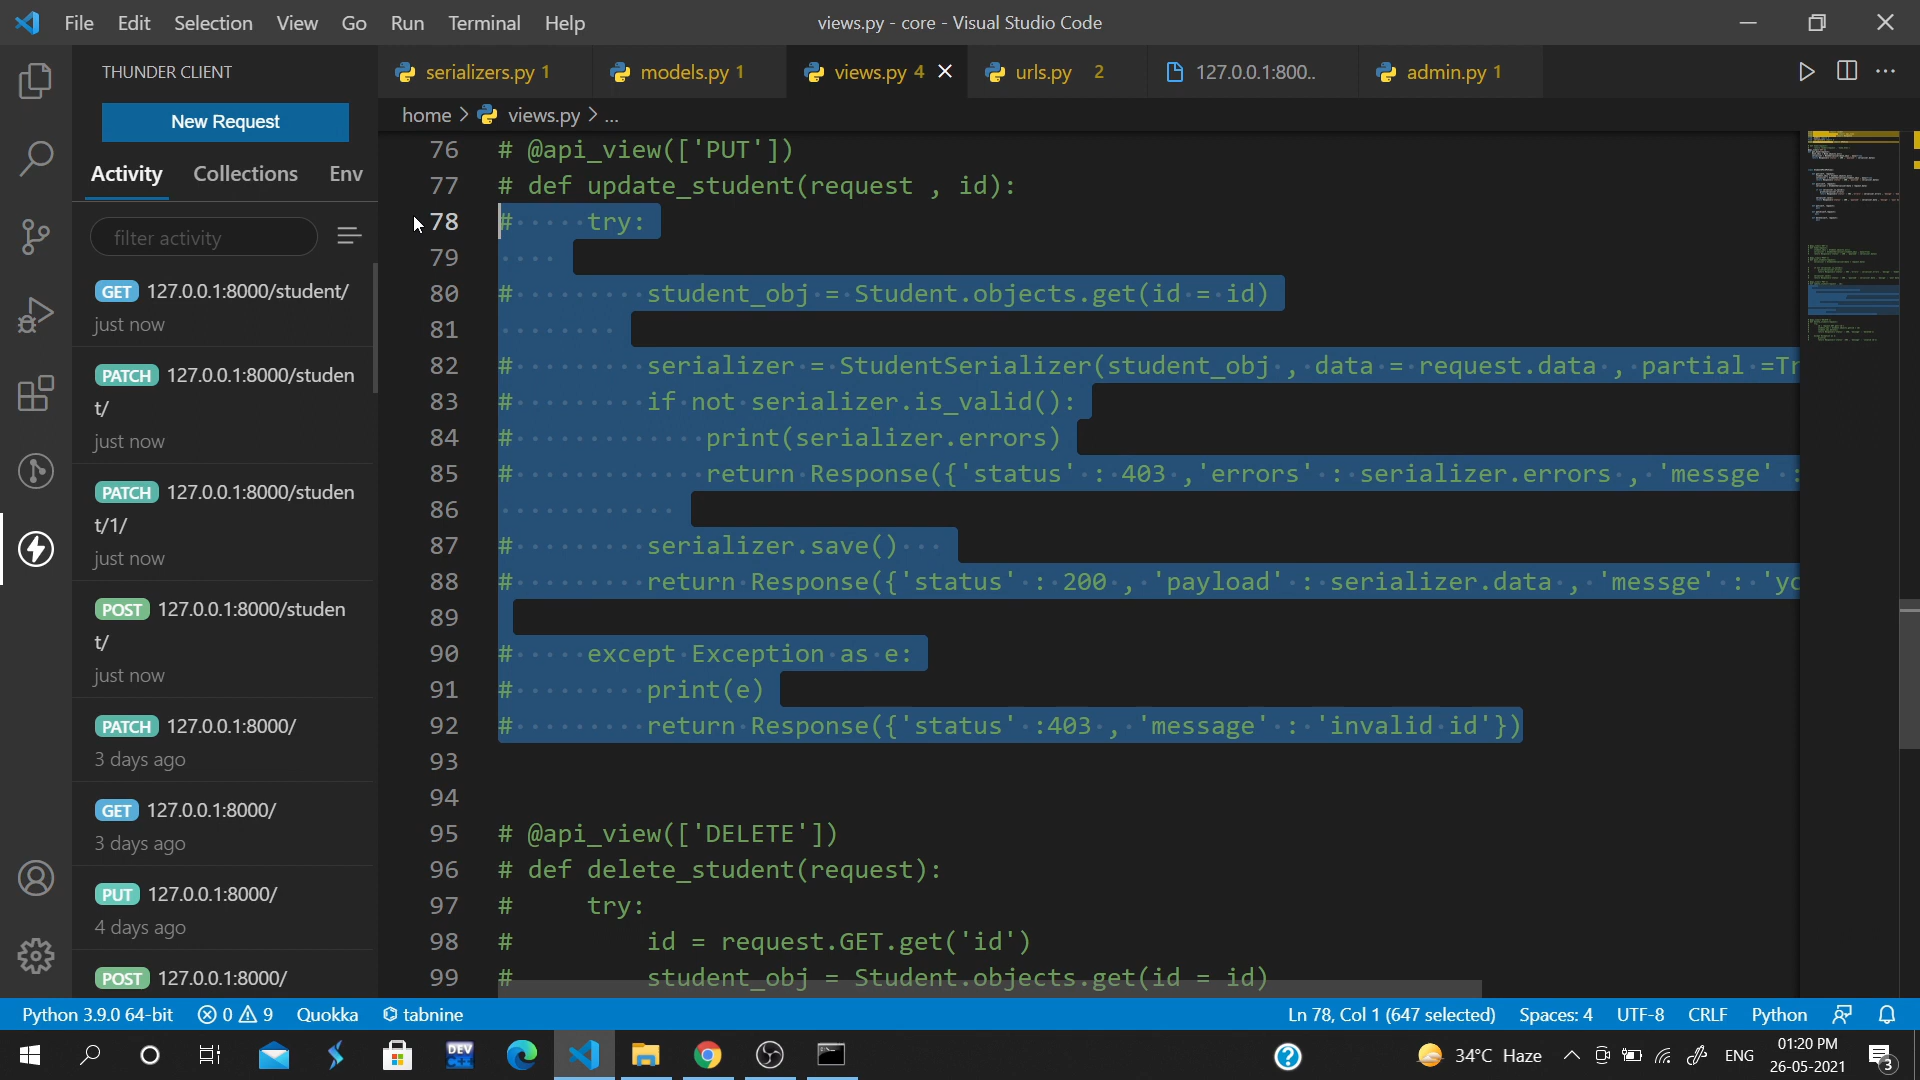 File Edit Selection View Go Run Terminal Help
views.py - core - Visual Studio Code
THUNDER CLIENT
New Request
Activity Collections Env
filter activity
GET 127.0.0.1:8000/student/
just now
PATCH 127.0.0.1:8000/studen
t/
just now
PATCH 127.0.0.1:8000/studen
t/1/
just now
POST 127.0.0.1:8000/studen
t/
just now
PATCH 127.0.0.1:8000/
3 days ago
GET 127.0.0.1:8000/
3 days ago
PUT 127.0.0.1:8000/
4 days ago
POST 127.0.0.1:8000/
serializers.py 1 models.py 1 views.py 4 urls.py 2 127.0.0.1:800.. admin.py 1
home > views.py > ...
76 # @api_view(['PUT'])
77 # def update_student(request , id):
78 # try:
79
80 # student_obj = Student.objects.get(id = id)
81
82 # serializer = StudentSerializer(student_obj , data = request.data , partial =Tr
83 # if not serializer.is_valid():
84 # print(serializer.errors)
85 # return Response({'status' : 403 ,'errors' : serializer.errors , 'messge' :
86
87 # serializer.save()
88 # return Response({'status' : 200 , 'payload' : serializer.data , 'messge' : 'yo
89
90 # except Exception as e:
91 # print(e)
92 # return Response({'status' :403 , 'message' : 'invalid id'})
93
94
95 # @api_view(['DELETE'])
96 # def delete_student(request):
97 # try:
98 # id = request.GET.get('id')
99 # student_obj = Student.objects.get(id = id)
Python 3.9.0 64-bit 0 9 Quokka tabnine
Ln 78, Col 1 (647 selected) Spaces: 4 UTF-8 CRLF Python
DEV C++
34°C Haze ENG
01:20 PM
26-05-2021
3